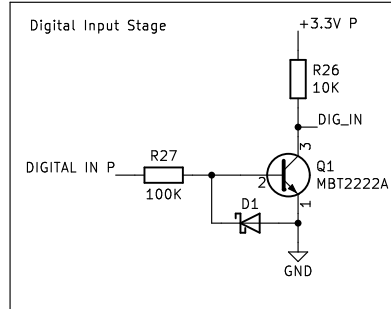 Digital Input Stage
+3.3V P
R26
10K
DIG_IN
3
DIGITAL IN P
R27
100K
2
Q1
MBT2222A
1
D1
GND